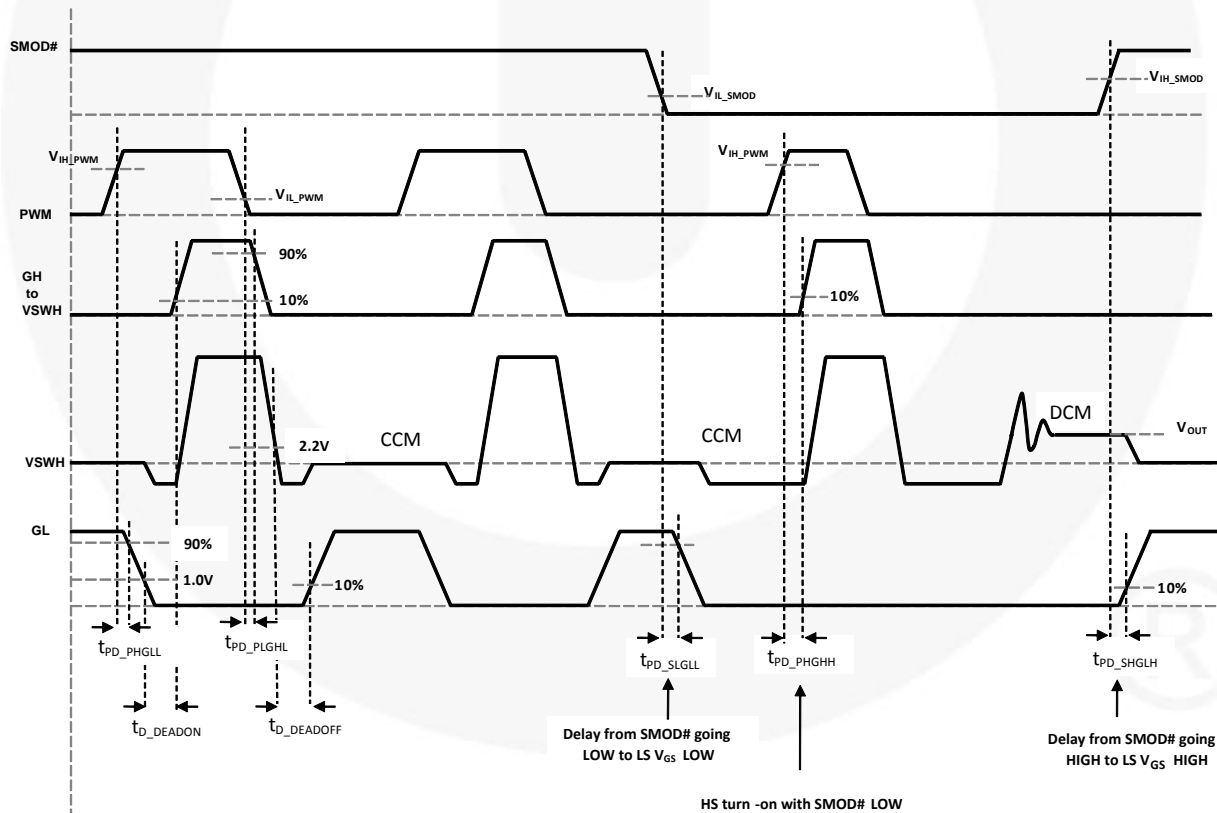 SMOD#
V_IL_SMOD
V_IH_SMOD
V_IH_PWM
V_IL_PWM
V_IH_PWM
PWM
90%
10%
10%
GH
to
VSWH
2.2V
CCM
CCM
DCM
V_OUT
VSWH
GL
90%
1.0V
10%
10%
t_PD_PHGLL
t_PD_PLGHL
t_PD_SLGLL
t_PD_PHGHH
t_PD_SHGLH
t_D_DEADON
t_D_DEADOFF
Delay from SMOD# going
LOW to LS V_GS LOW
Delay from SMOD# going
HIGH to LS V_GS HIGH
HS turn -on with SMOD# LOW
®